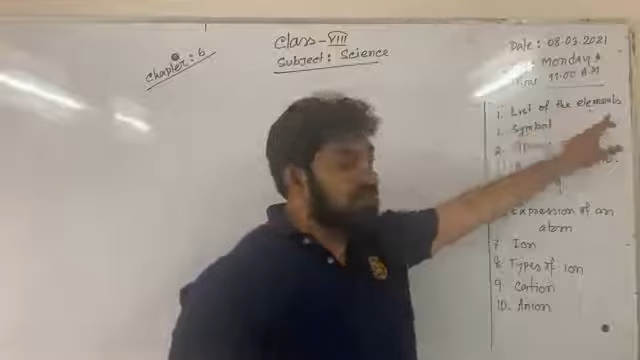 Chapter: 6
Class - VIII
Subject: Science
Date: 08.03.2021
Monday
11:00 A.M
1. List of the elements
1. Symbol
2.
Expression of an
atom
7. Ion
8. Types of Ion
9. Cation
10. Anion